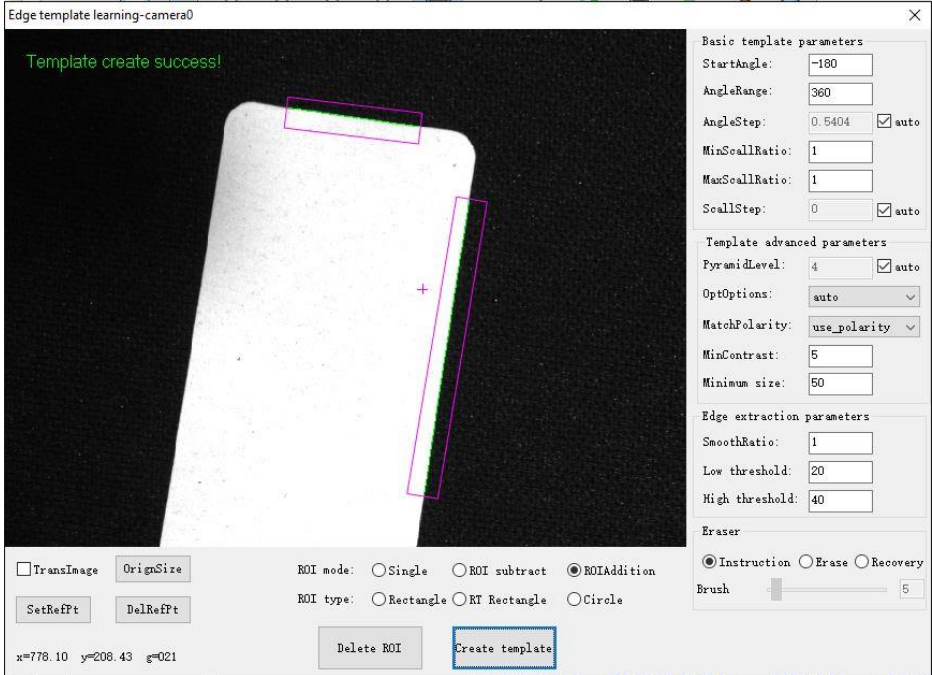 Edge template learning-camera0
Template create success!
Basic template parameters
StartAngle: -180
AngleRange: 360
AngleStep: 0.5404 auto
MinScallRatio: 1
MaxScallRatio: 1
ScallStep: 0 auto
Template advanced parameters
PyramidLevel: 4 auto
OptOptions: auto
MatchPolarity: use_polarity
MinContrast: 5
Minimum size: 50
Edge extraction parameters
SmoothRatio: 1
Low threshold: 20
High threshold: 40
Eraser
Instruction Erase Recovery
Brush 5
TransImage OrignSize
SetRefPt DelRefPt
x=778.10 y=208.43 g=021
ROI mode: Single ROI subtract ROIAddition
ROI type: Rectangle RT Rectangle Circle
Delete ROI Create template